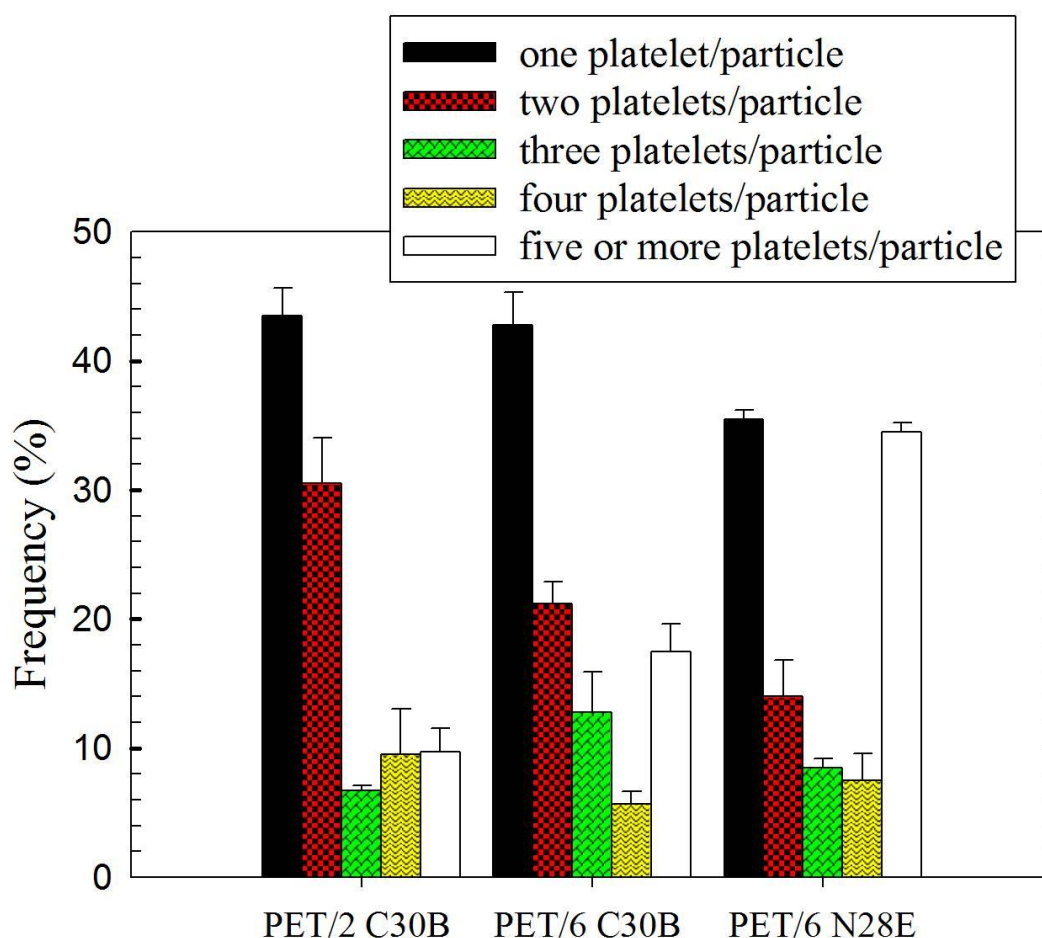 one platelet/particle
two platelets/particle
three platelets/particle
four platelets/particle
five or more platelets/particle
50
40
30
20
10
0
Frequency (%)
PET/2 C30B PET/6 C30B PET/6 N28E